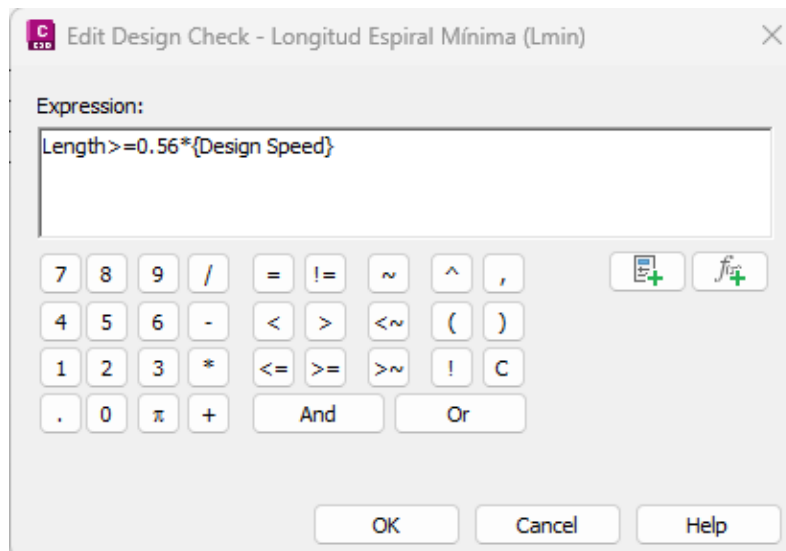 C
C3D
Edit Design Check - Longitud Espiral Mínima (Lmin)
Expression:
Length>=0.56*{Design Speed}
7 8 9 / = != ~ ^ ,
4 5 6 - < > <~ ( )
1 2 3 * <= >= >~ ! C
. 0 π + And Or
OK Cancel Help